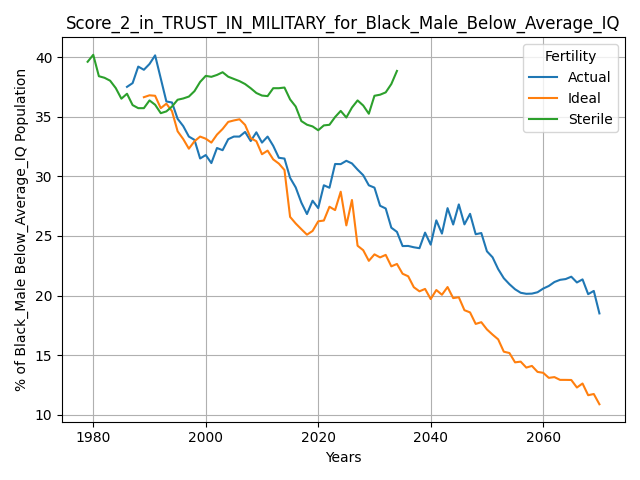 Score_2_in_TRUST_IN_MILITARY_for_Black_Male_Below_Average_IQ
Fertility
Actual
Ideal
Sterile
% of Black_Male Below_Average_IQ Population
40
35
30
25
20
15
10
1980
2000
2020
2040
2060
Years